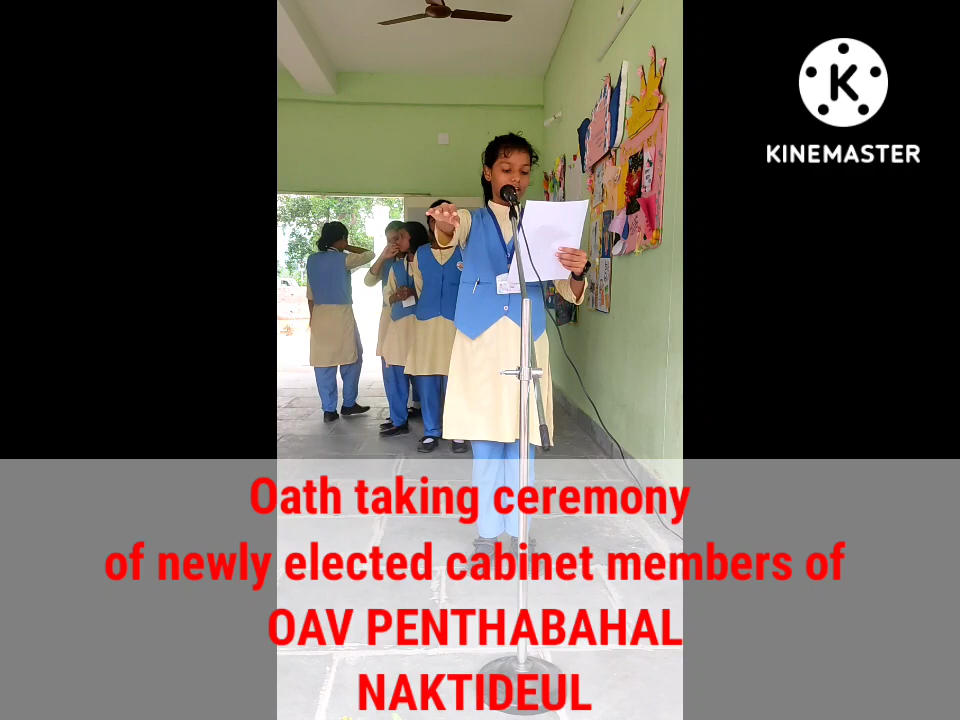 K
KINEMASTER
Oath taking ceremony
of newly elected cabinet members of
OAV PENTHABAHAL
NAKTIDEUL